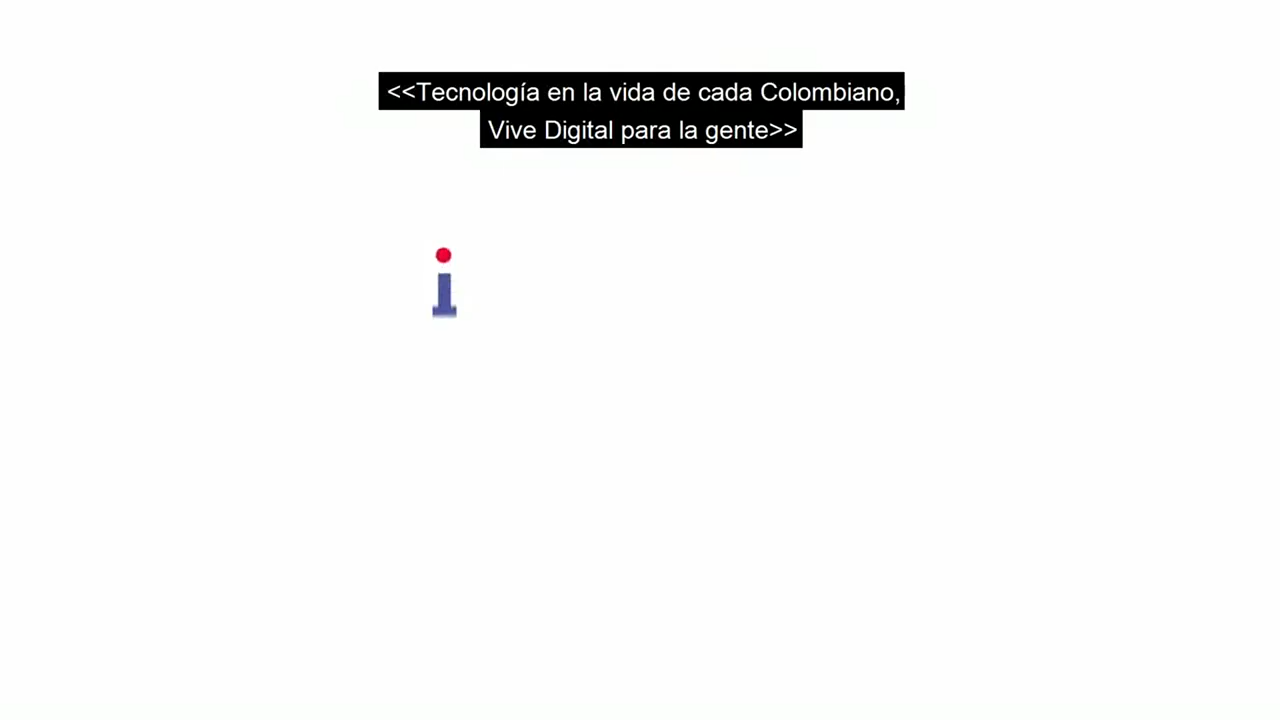 <<Tecnología en la vida de cada Colombiano,
Vive Digital para la gente>>
i